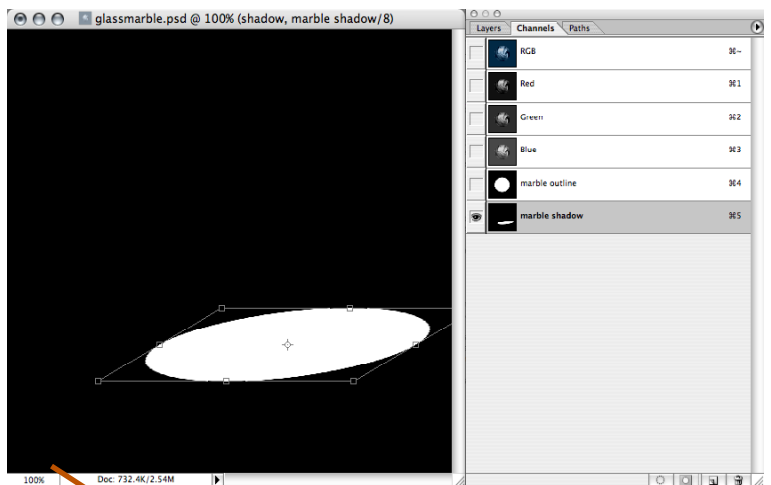 glassmarble.psd @ 100% (shadow, marble shadow/8)
Layers Channels Paths
RGB ⌘~
Red ⌘1
Green ⌘2
Blue ⌘3
marble outline ⌘4
marble shadow ⌘5
100% Doc: 732.4K/2.54M